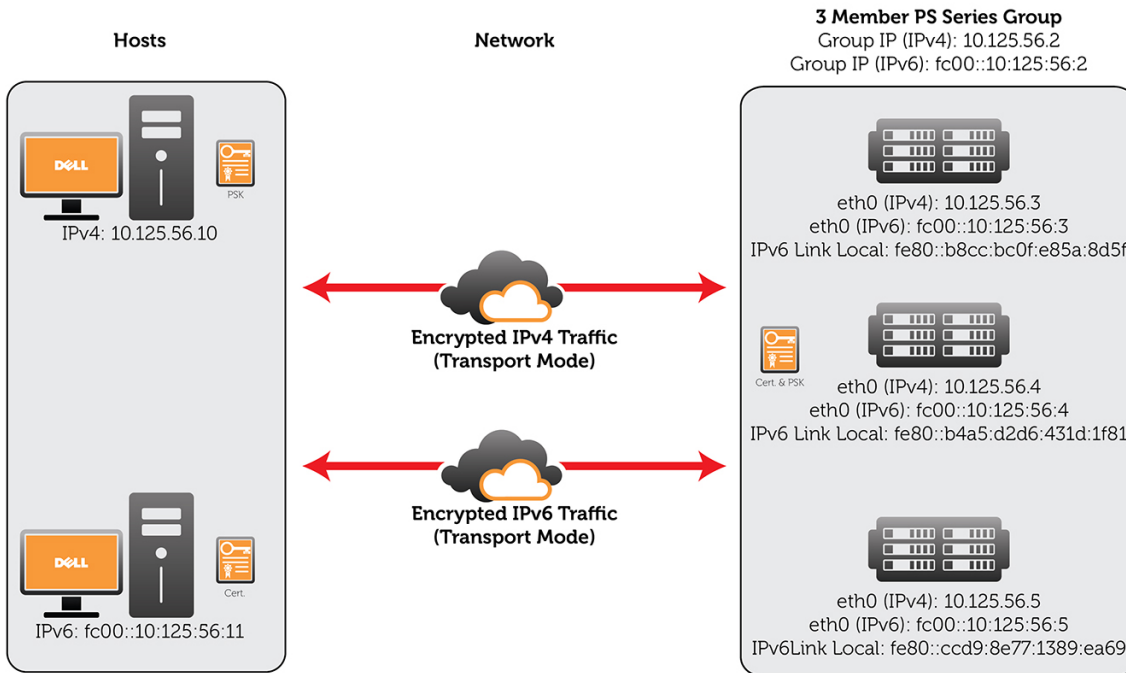 Hosts
DELL
PSK
IPv4: 10.125.56.10
DELL
Cert.
IPv6: fc00::10:125:56:11
Network
Encrypted IPv4 Traffic
(Transport Mode)
Encrypted IPv6 Traffic
(Transport Mode)
3 Member PS Series Group
Group IP (IPv4): 10.125.56.2
Group IP (IPv6): fc00::10:125:56:2
eth0 (IPv4): 10.125.56.3
eth0 (IPv6): fc00::10:125:56:3
IPv6 Link Local: fe80::b8cc:bc0f:e85a:8d5f
Cert. & PSK
eth0 (IPv4): 10.125.56.4
eth0 (IPv6): fc00::10:125:56:4
IPv6 Link Local: fe80::b4a5:d2d6:431d:1f81
eth0 (IPv4): 10.125.56.5
eth0 (IPv6): fc00::10:125:56:5
IPv6Link Local: fe80::ccd9:8e77:1389:ea69